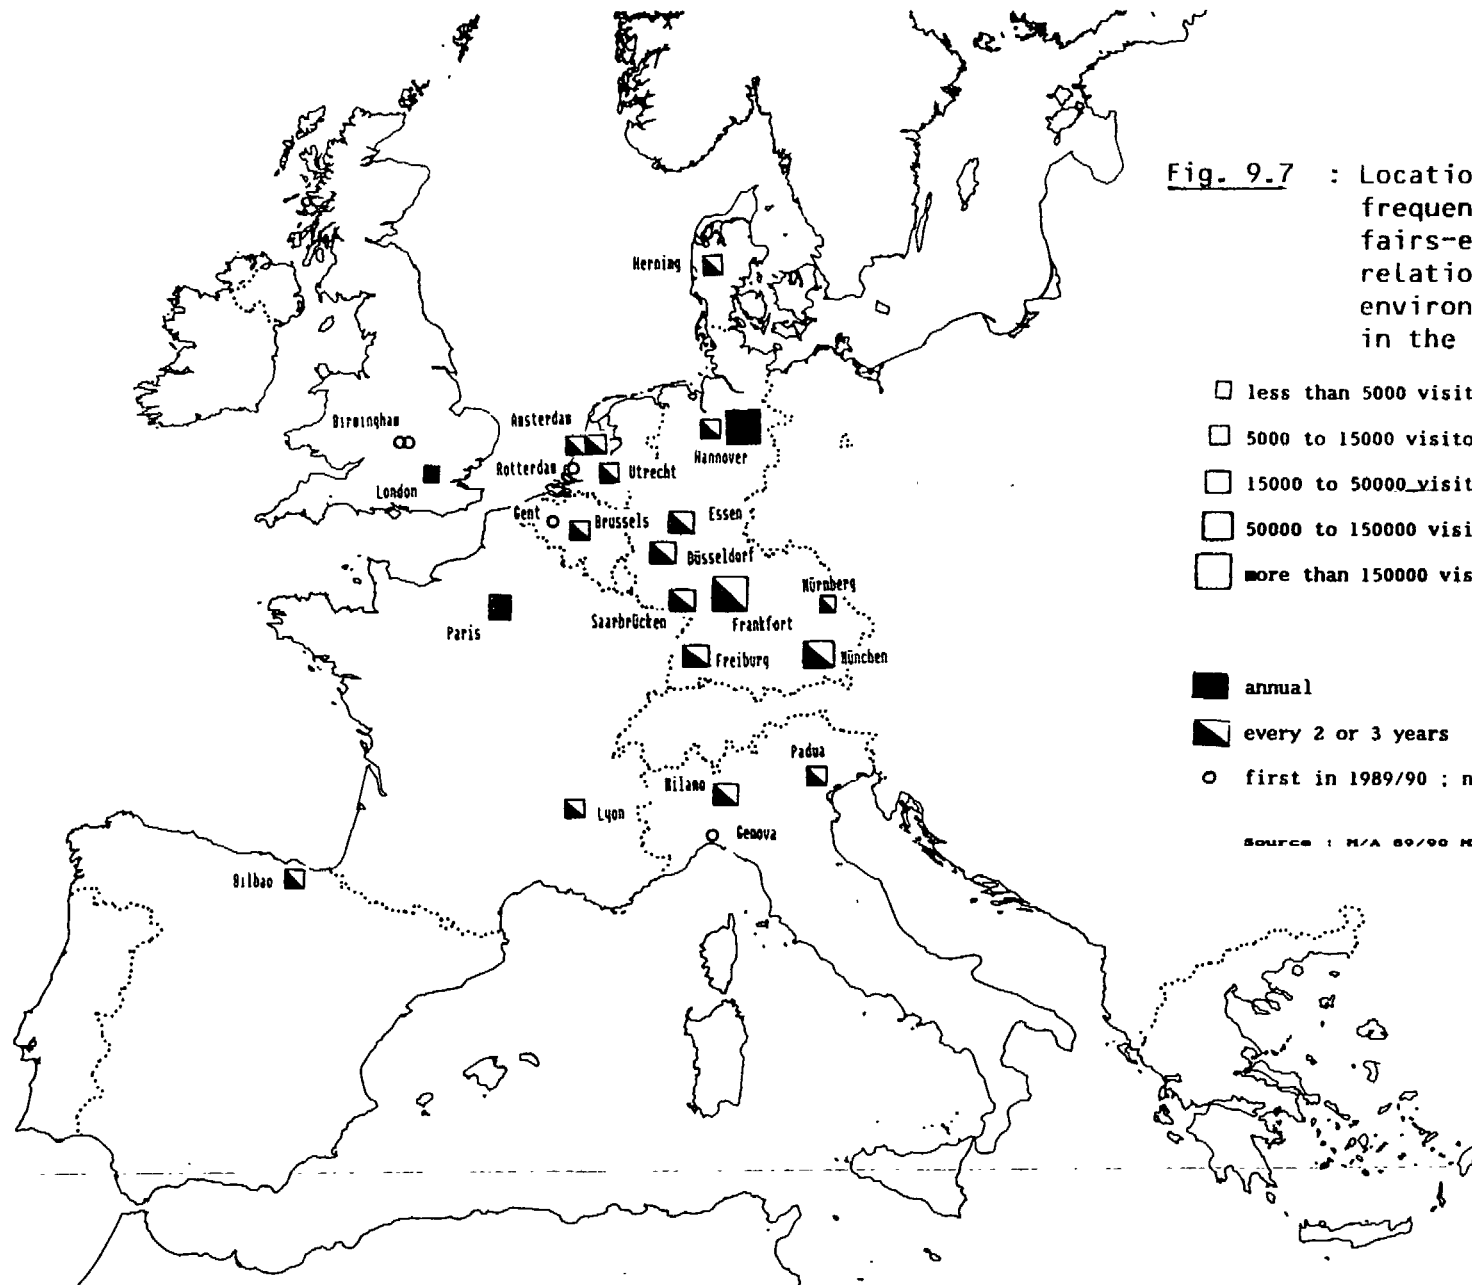 Fig. 9.7 : Locatio
frequen
fairs-e
relatio
environ
in the
Herning
less than 5000 visit
5000 to 15000 visito
15000 to 50000 visit
50000 to 150000 visi
more than 150000 vis
Birmingham
Amsterdam
Hannover
Rotterdam
Utrecht
London
Gent
Brussels
Essen
Düsseldorf
Nürnberg
Saarbrücken
Frankfort
Paris
Freiburg
München
annual
every 2 or 3 years
first in 1989/90 ; n
Padua
Milano
Lyon
Genova
Bilbao
Source : M/A 89/90 M